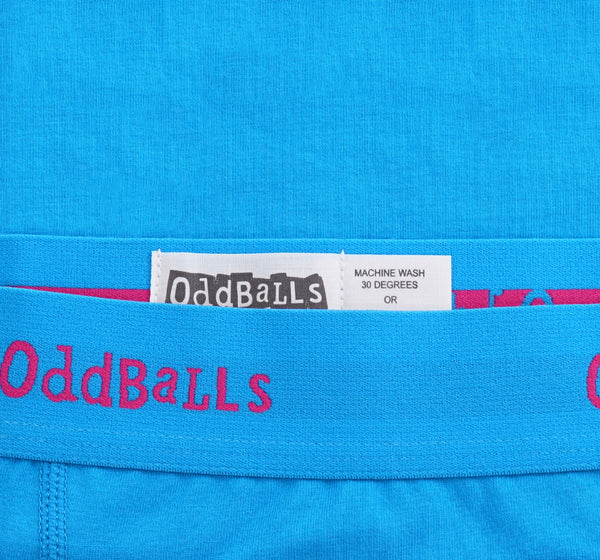 OddBaLLs
MACHINE WASH
30 DEGREES
OR
OddBaLLs